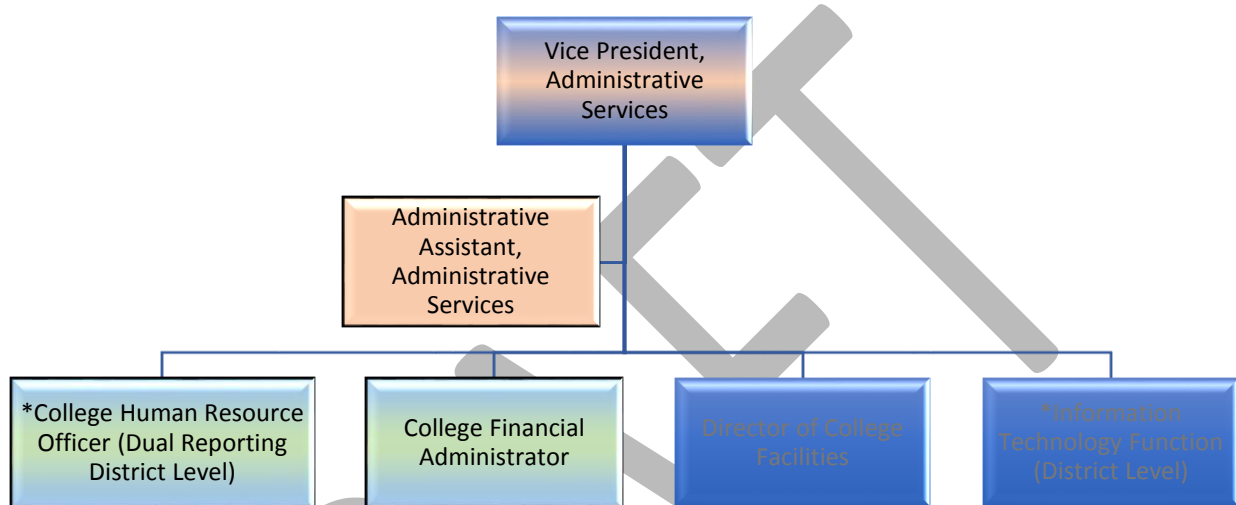 Vice President,
Administrative
Services
Administrative
Assistant,
Administrative
Services
*College Human Resource
Officer (Dual Reporting
District Level)
College Financial
Administrator
Director of College
Facilities
*Information
Technology Function
(District Level)